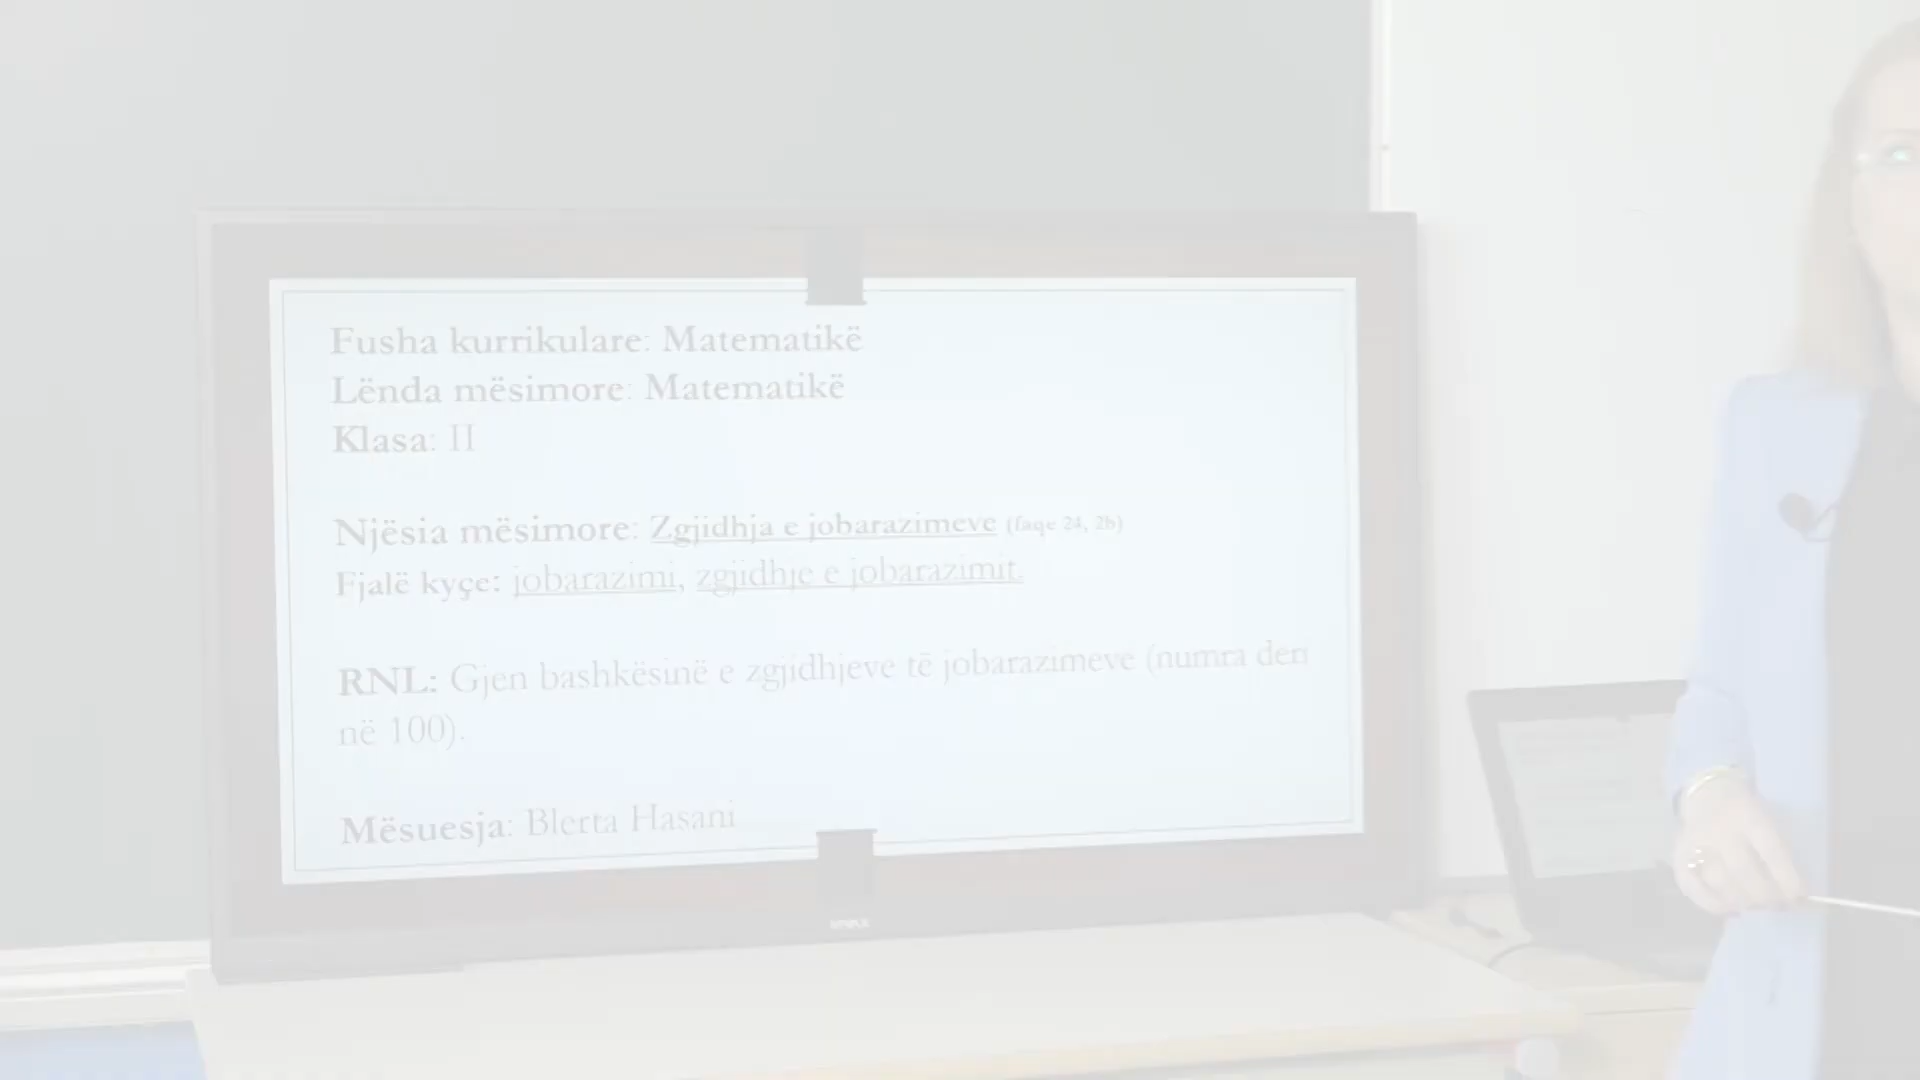 Fusha kurrikulare: Matematikë
Lënda mësimore: Matematikë
Klasa: II
Njësia mësimore: Zgjidhja e jobarazimeve (faqe 24, 2b)
Fjalë kyçe: jobarazimi, zgjidhje e jobarazimit.
RNL: Gjen bashkësinë e zgjidhjeve të jobarazimeve (numra deri
në 100).
Mësuesja: Blerta Hasani